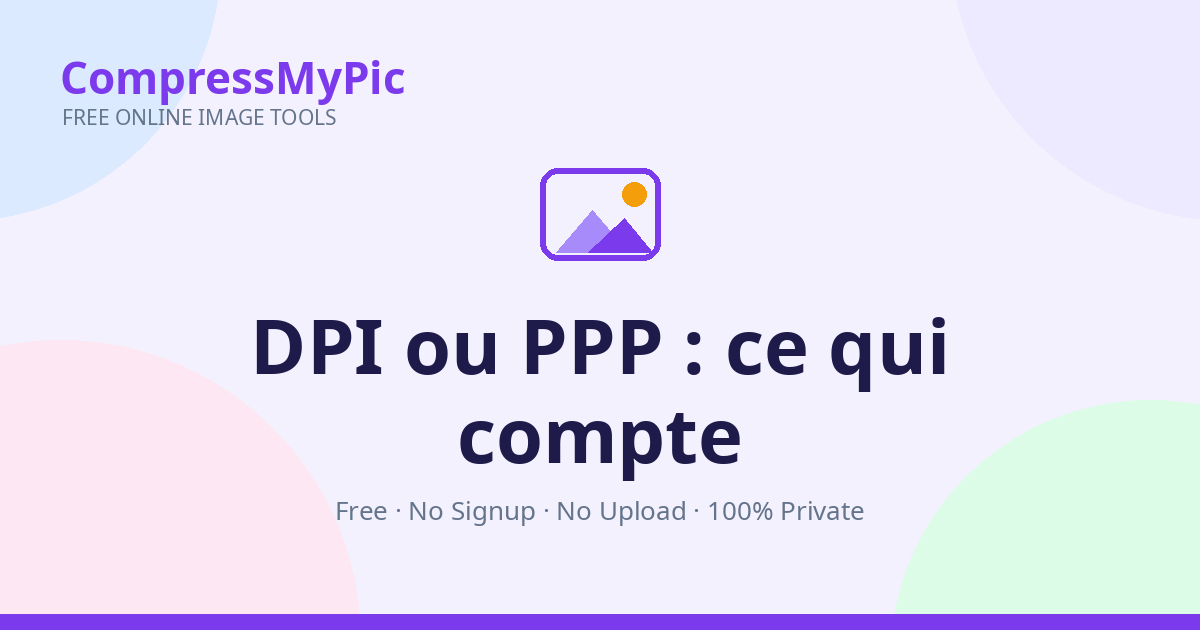 CompressMyPic
FREE ONLINE IMAGE TOOLS
DPI ou PPP : ce qui
compte
Free · No Signup · No Upload · 100% Private